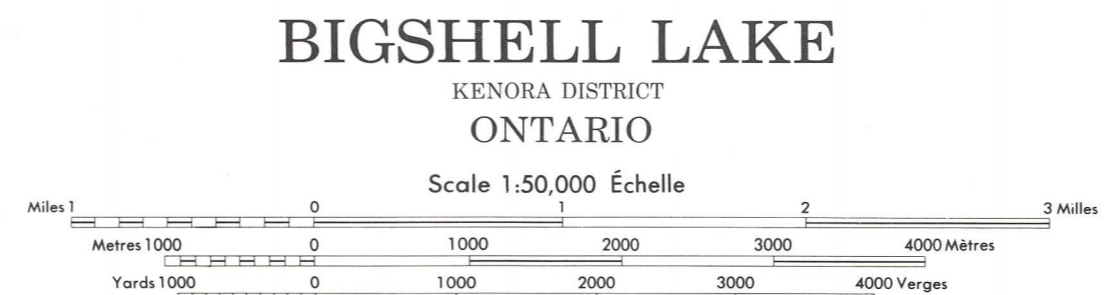 BIGSHELL LAKE
KENORA DISTRICT
ONTARIO
Scale 1:50,000 Échelle
Miles 1 0 1 2 3 Milles
Metres 1000 0 1000 2000 3000 4000 Mètres
Yards 1000 0 1000 2000 3000 4000 Verges